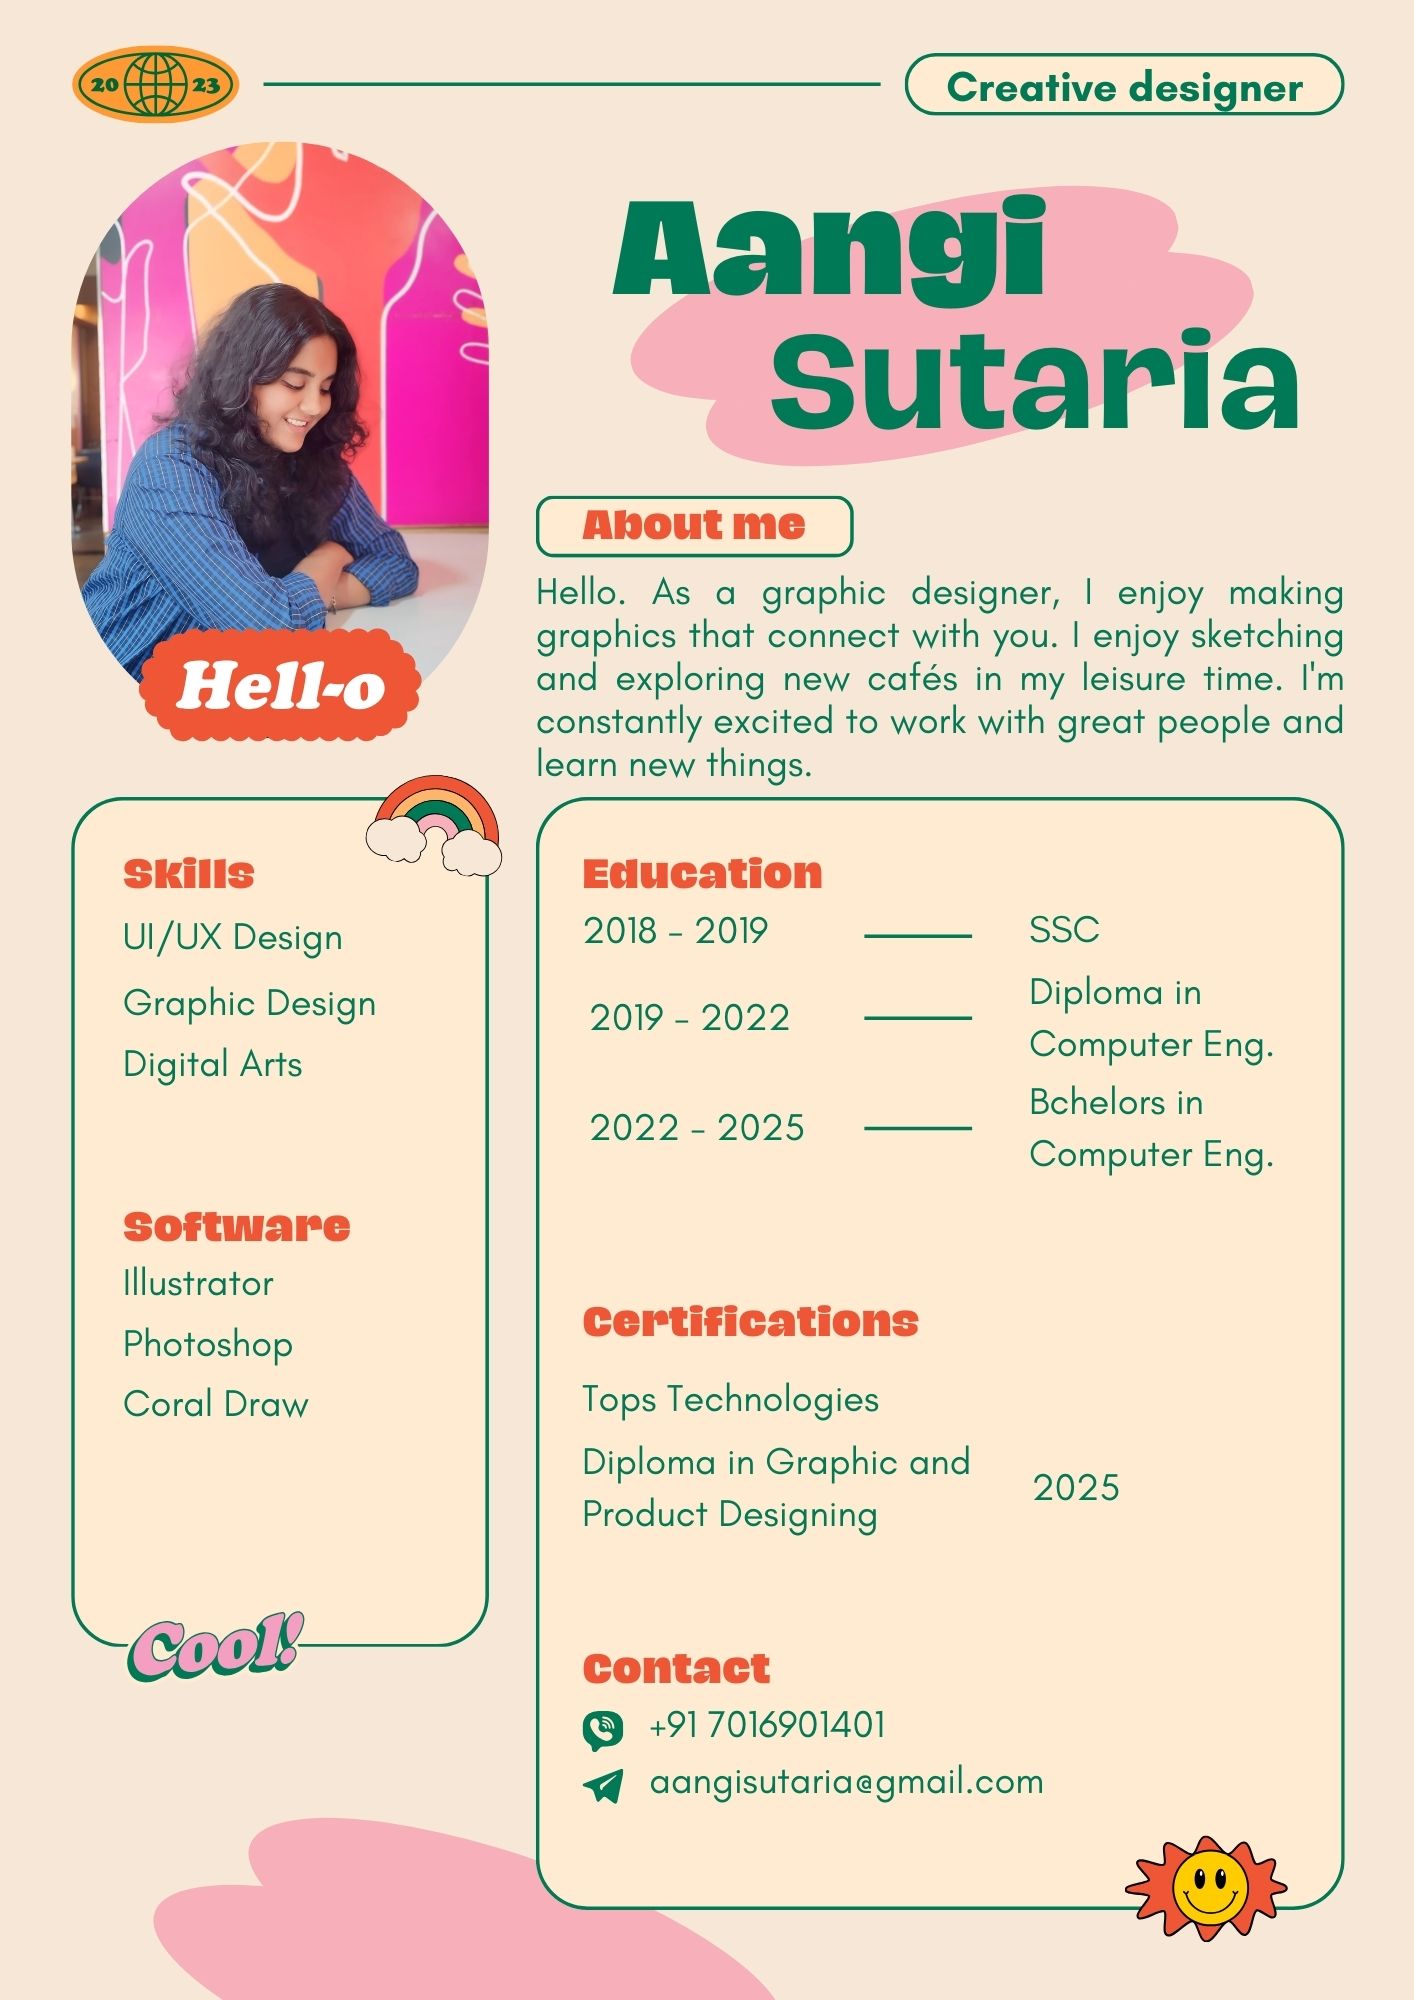 20 23
Creative designer
Aangi
Sutaria
Hell-o
About me
Hello. As a graphic designer, I enjoy making
graphics that connect with you. I enjoy sketching
and exploring new cafés in my leisure time. I'm
constantly excited to work with great people and
learn new things.
Skills
UI/UX Design
Graphic Design
Digital Arts
Software
Illustrator
Photoshop
Coral Draw
Cool!
Education
2018 - 2019 SSC
2019 - 2022 Diploma in
Computer Eng.
2022 - 2025 Bchelors in
Computer Eng.
Certifications
Tops Technologies
Diploma in Graphic and
Product Designing 2025
Contact
+91 7016901401
aangisutaria@gmail.com